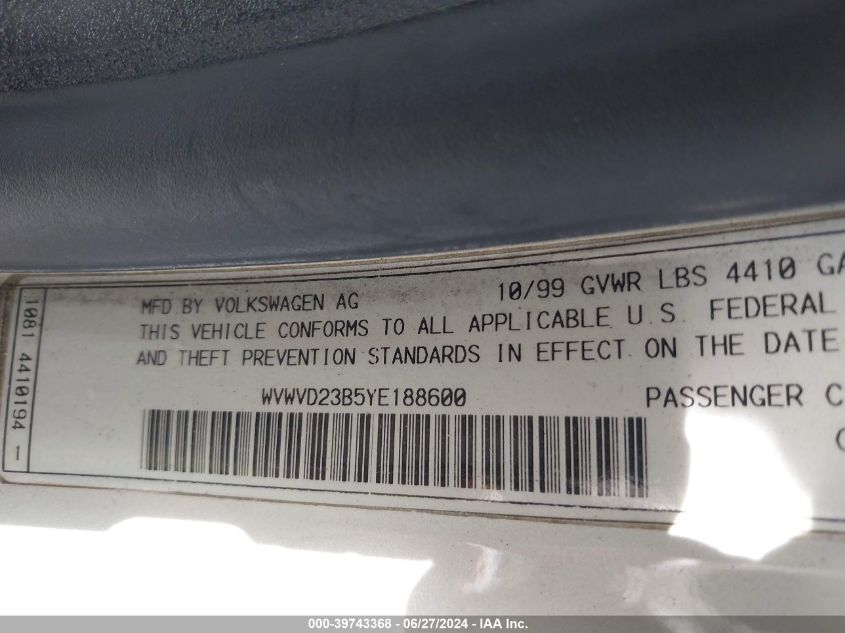 1081 4410194 1
MFD BY VOLKSWAGEN AG 10/99 GVWR LBS 4410
THIS VEHICLE CONFORMS TO ALL APPLICABLE U.S. FEDERAL
AND THEFT PREVENTION STANDARDS IN EFFECT ON THE DATE
WVWVD23B5YE188600 PASSENGER
000-39743368 - 06/27/2024 - IAA Inc.